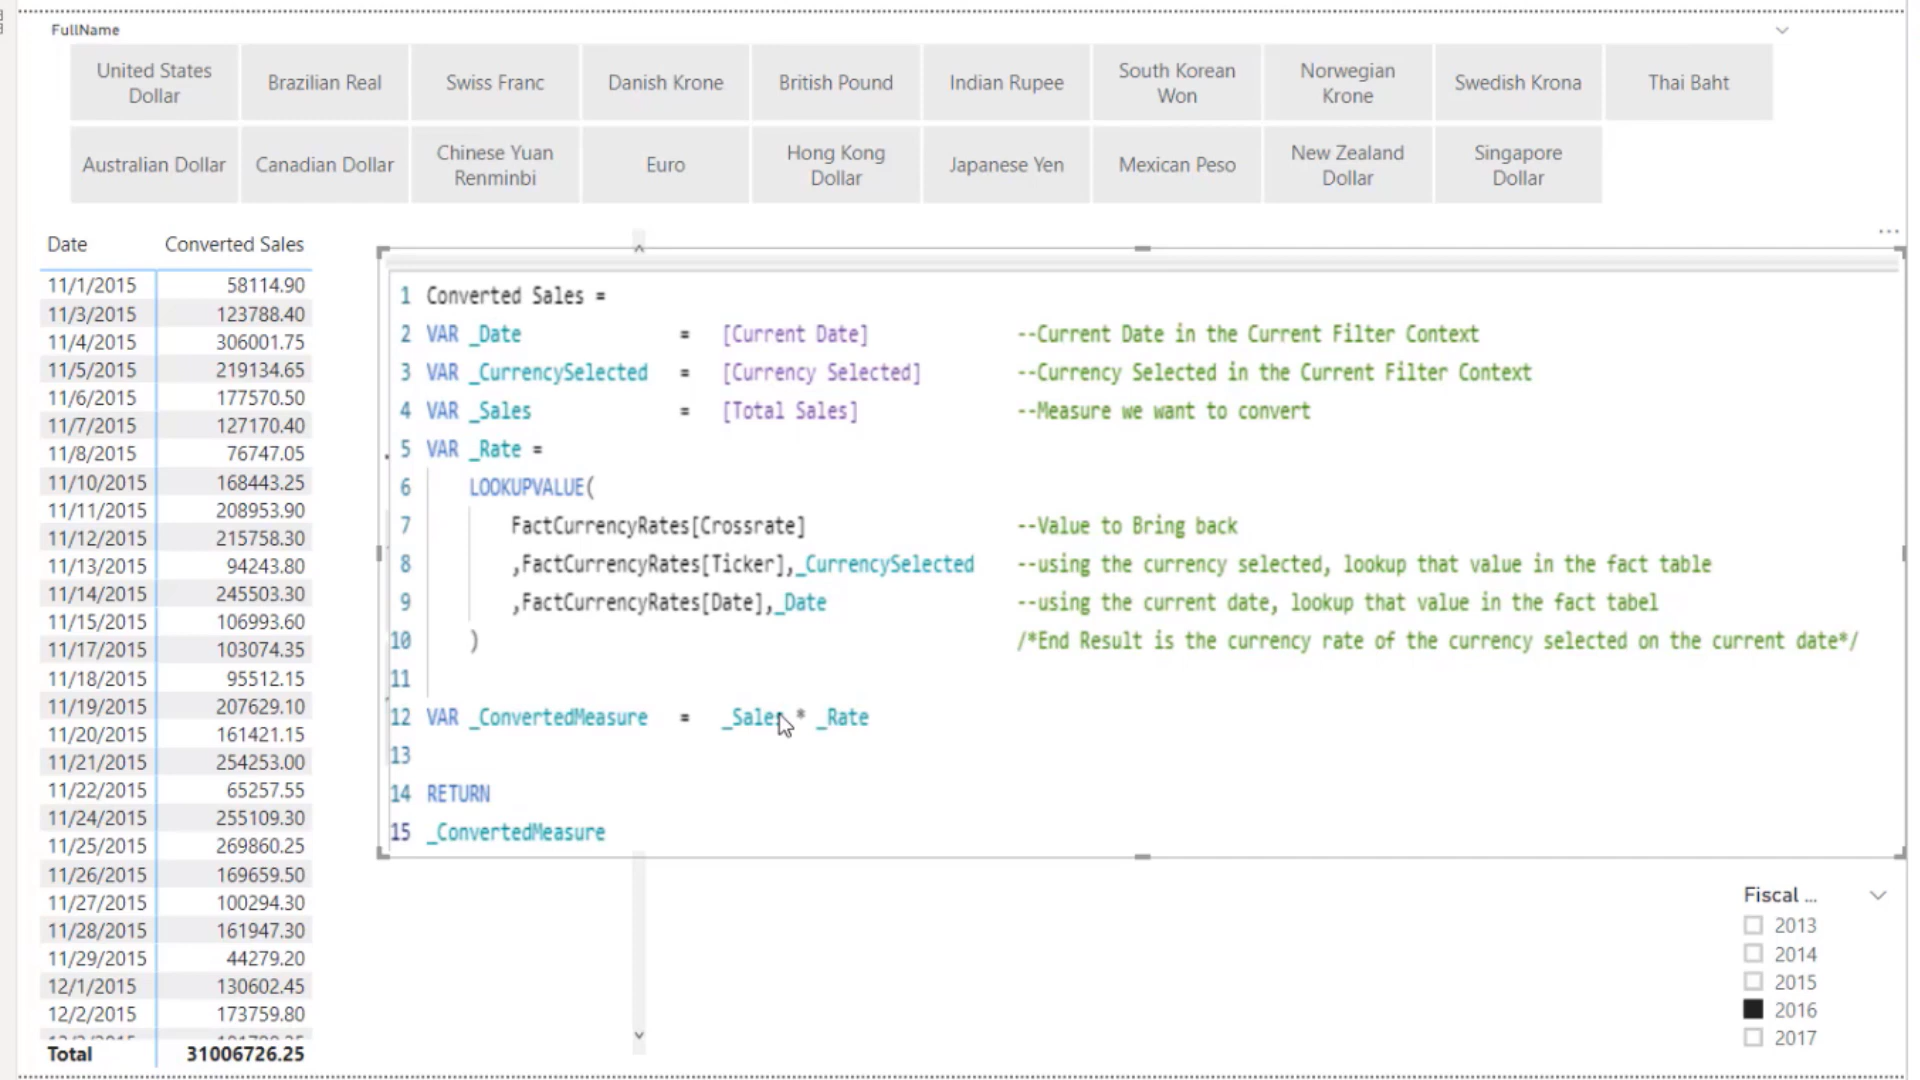 FullName
United States Dollar
Brazilian Real
Swiss Franc
Danish Krone
British Pound
Indian Rupee
South Korean Won
Norwegian Krone
Swedish Krona
Thai Baht
Australian Dollar
Canadian Dollar
Chinese Yuan Renminbi
Euro
Hong Kong Dollar
Japanese Yen
Mexican Peso
New Zealand Dollar
Singapore Dollar
Date Converted Sales
11/1/2015 58114.90
11/3/2015 123788.40
11/4/2015 306001.75
11/5/2015 219134.65
11/6/2015 177570.50
11/7/2015 127170.40
11/8/2015 76747.05
11/10/2015 168443.25
11/11/2015 208953.90
11/12/2015 215758.30
11/13/2015 94243.80
11/14/2015 245503.30
11/15/2015 106993.60
11/17/2015 103074.35
11/18/2015 95512.15
11/19/2015 207629.10
11/20/2015 161421.15
11/21/2015 254253.00
11/22/2015 65257.55
11/24/2015 255109.30
11/25/2015 269860.25
11/26/2015 169659.50
11/27/2015 100294.30
11/28/2015 161947.30
11/29/2015 44279.20
12/1/2015 130602.45
12/2/2015 173759.80
Total 31006726.25
1 Converted Sales =
2 VAR _Date = [Current Date] --Current Date in the Current Filter Context
3 VAR _CurrencySelected = [Currency Selected] --Currency Selected in the Current Filter Context
4 VAR _Sales = [Total Sales] --Measure we want to convert
5 VAR _Rate =
6 LOOKUPVALUE(
7 FactCurrencyRates[Crossrate] --Value to Bring back
8 ,FactCurrencyRates[Ticker],_CurrencySelected --using the currency selected, lookup that value in the fact table
9 ,FactCurrencyRates[Date],_Date --using the current date, lookup that value in the fact tabel
10 ) /*End Result is the currency rate of the currency selected on the current date*/
11
12 VAR _ConvertedMeasure = _Sales * _Rate
13
14 RETURN
15 _ConvertedMeasure
Fiscal ...
2013
2014
2015
2016
2017